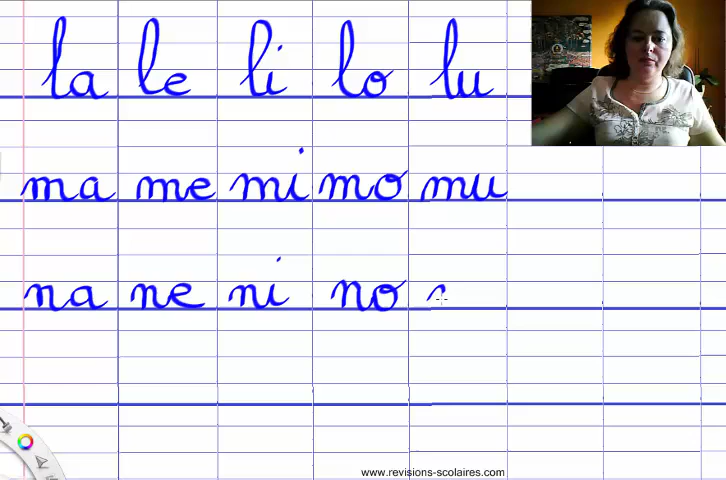 la le li lo lu
ma me mi mo mu
na ne ni no
www.revisions-scolaires.com